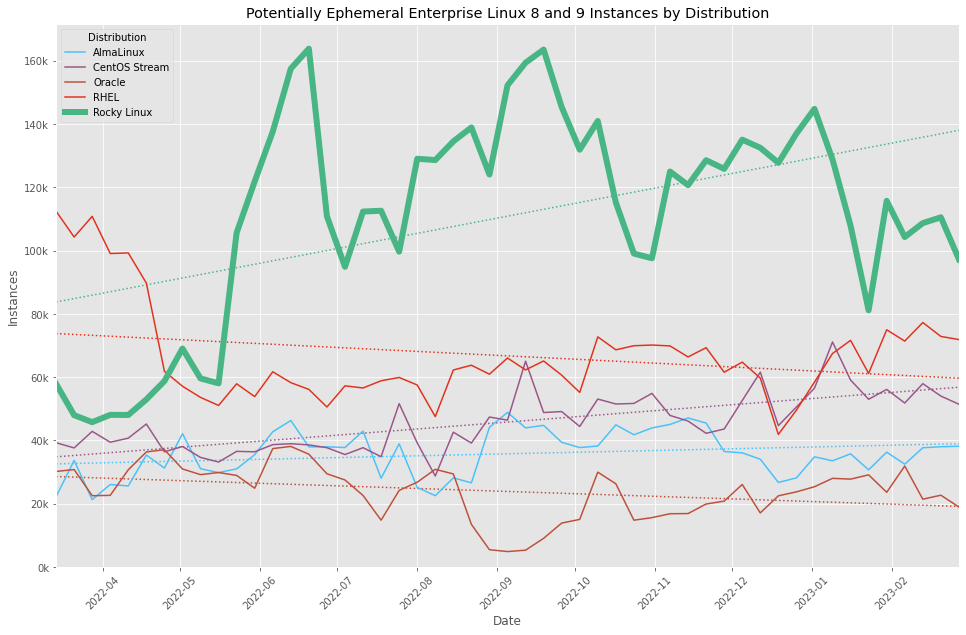 Potentially Ephemeral Enterprise Linux 8 and 9 Instances by Distribution
Distribution
AlmaLinux
CentOS Stream
Oracle
RHEL
Rocky Linux
160k
140k
120k
100k
80k
60k
40k
20k
0k
Instances
2022-04
2022-05
2022-06
2022-07
2022-08
2022-09
2022-10
2022-11
2022-12
2023-01
2023-02
Date